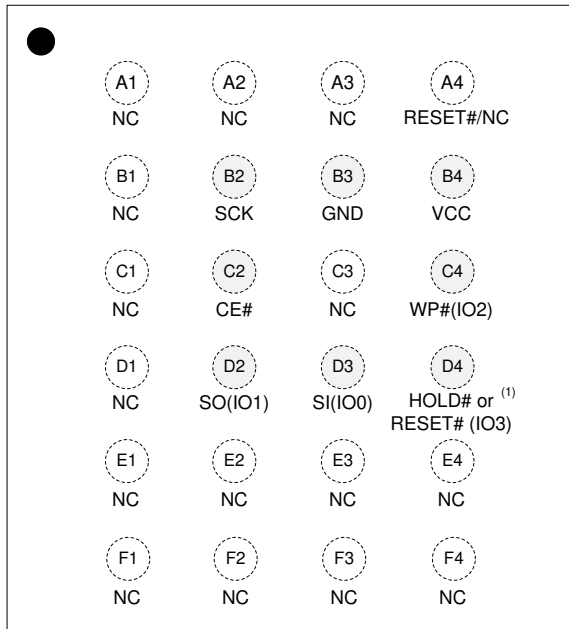 A1 A2 A3 A4
NC NC NC RESET#/NC
B1 B2 B3 B4
NC SCK GND VCC
C1 C2 C3 C4
NC CE# NC WP#(IO2)
D1 D2 D3 D4
NC SO(IO1) SI(IO0) HOLD# or (1)
RESET# (IO3)
E1 E2 E3 E4
NC NC NC NC
F1 F2 F3 F4
NC NC NC NC